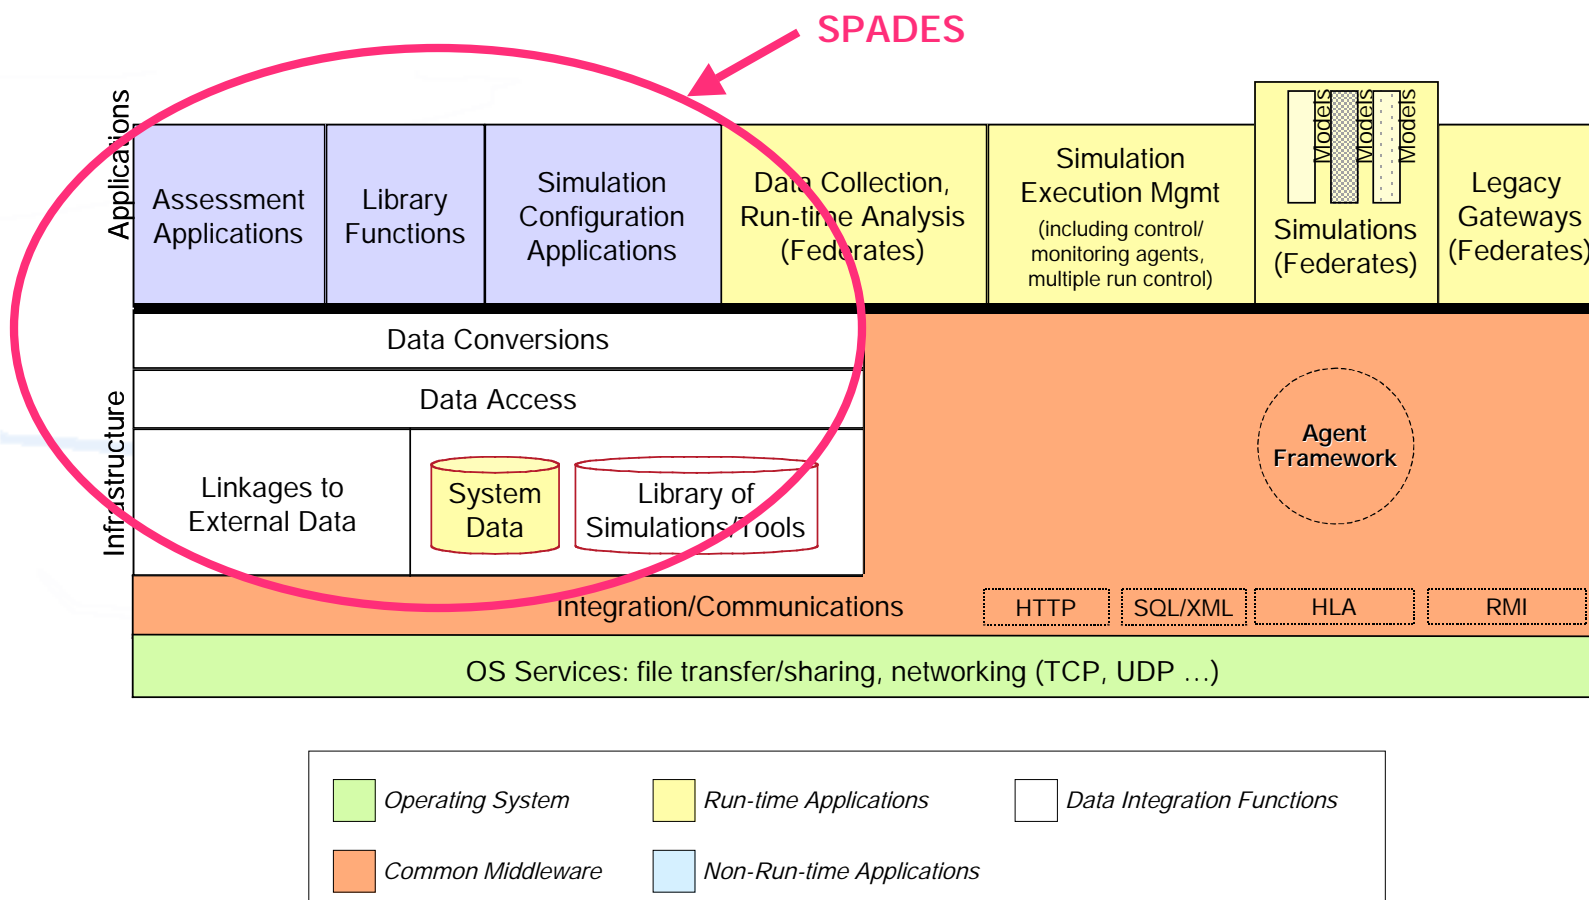 SPADES
Applications
Assessment
Applications
Library
Functions
Simulation
Configuration
Applications
Data Collection,
Run-time Analysis
(Federates)
Simulation
Execution Mgmt
(including control/
monitoring agents,
multiple run control)
Models
Models
Models
Simulations
(Federates)
Legacy
Gateways
(Federates)
Infrastructure
Data Conversions
Data Access
Linkages to
External Data
System
Data
Library of
Simulations/Tools
Agent
Framework
Integration/Communications
HTTP
SQL/XML
HLA
RMI
OS Services: file transfer/sharing, networking (TCP, UDP …)
Operating System
Run-time Applications
Data Integration Functions
Common Middleware
Non-Run-time Applications